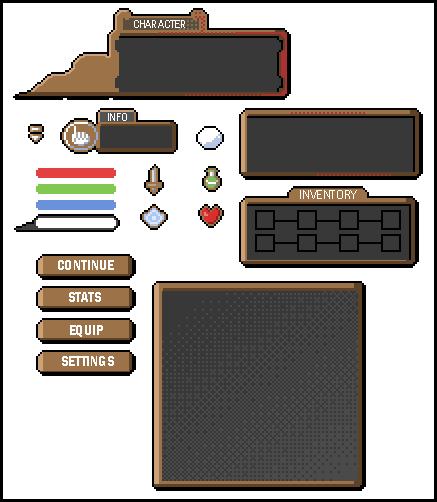 CHARACTER
INFO
INVENTORY
CONTINUE
STATS
EQUIP
SETTINGS